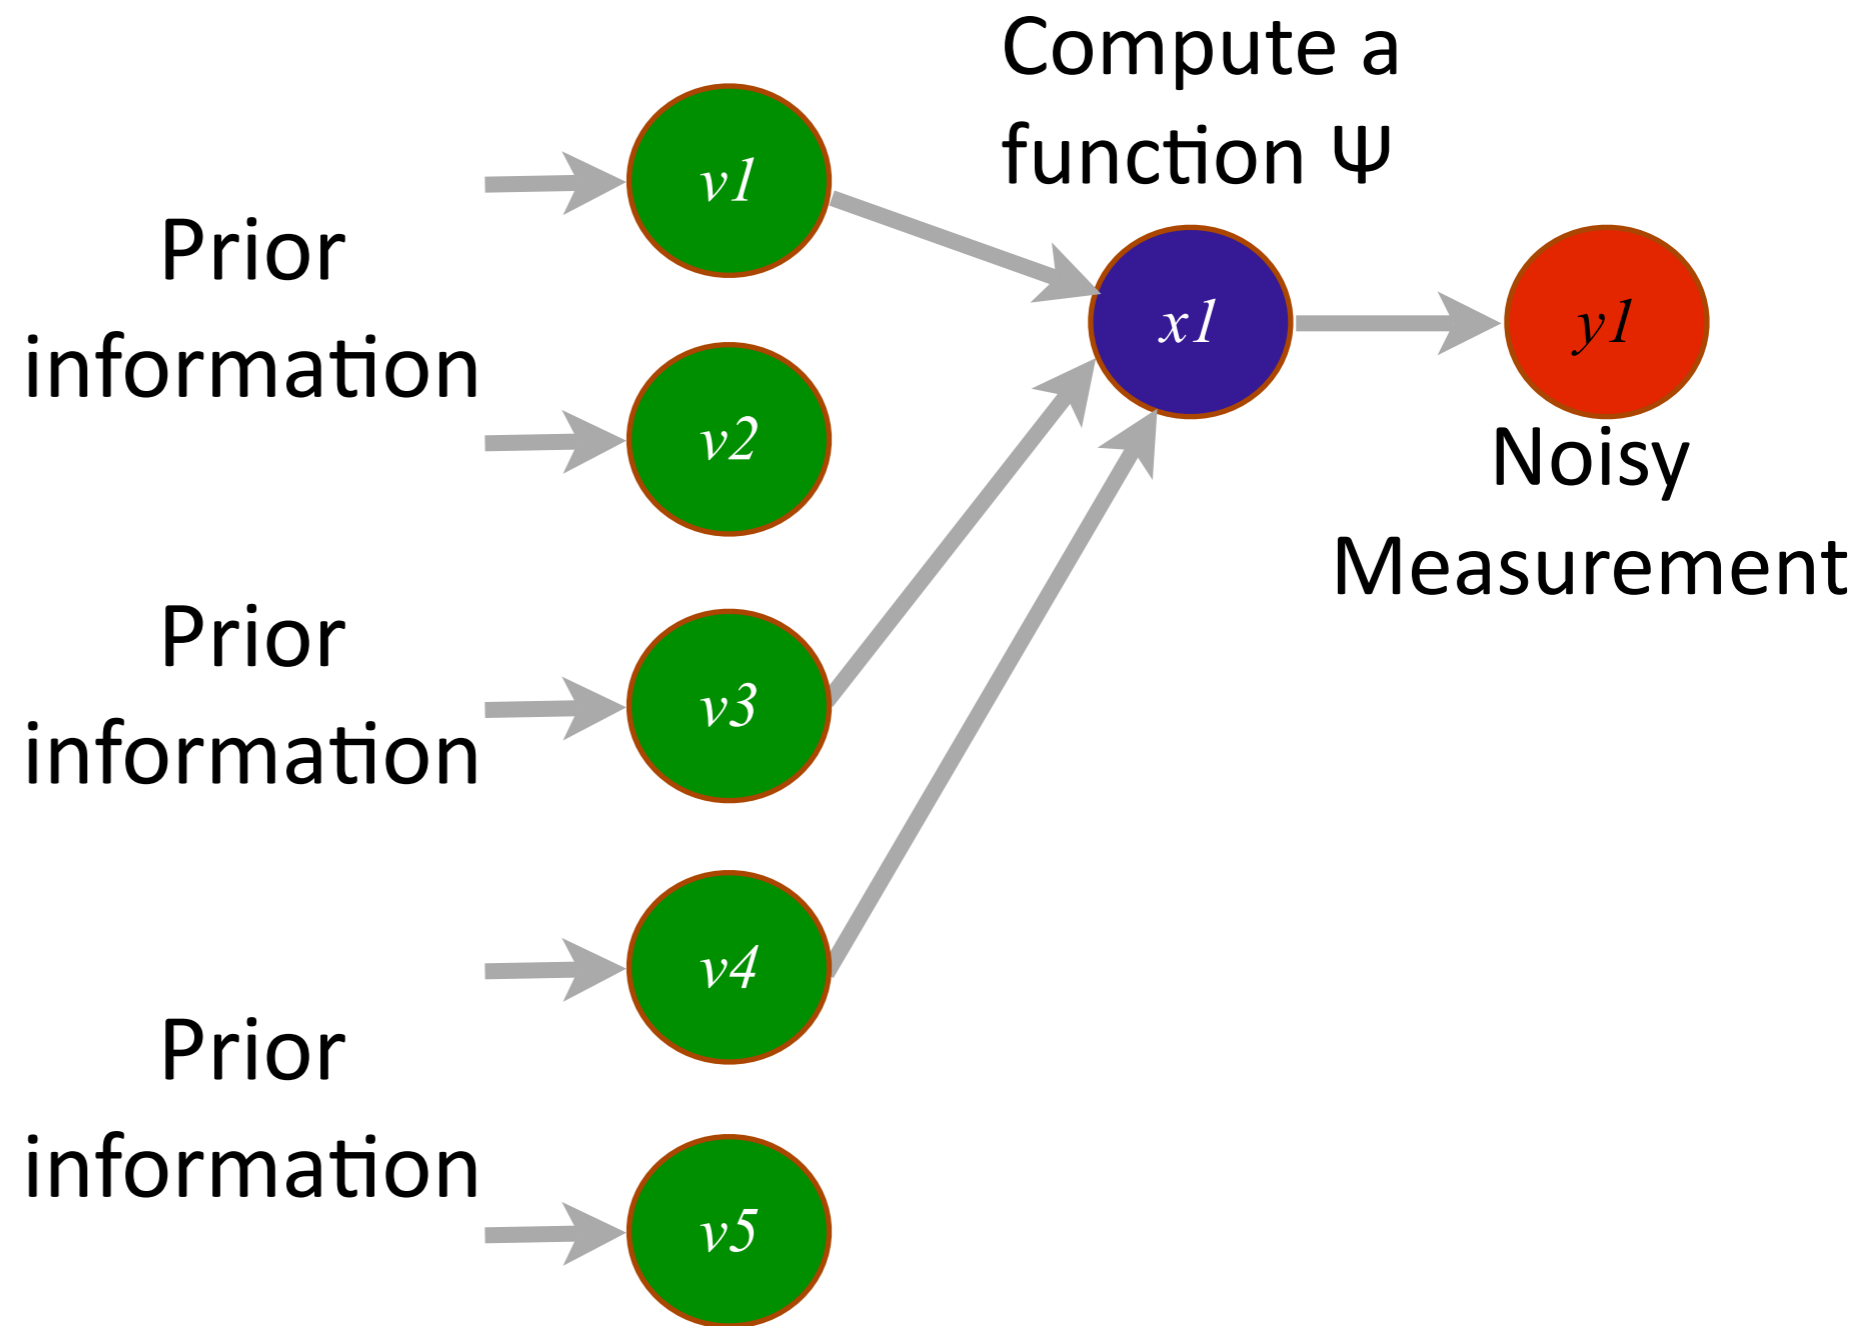 Compute a
function Ψ
v1
Prior
information
x1
y1
v2
Noisy
Measurement
Prior
information
v3
v4
Prior
information
v5